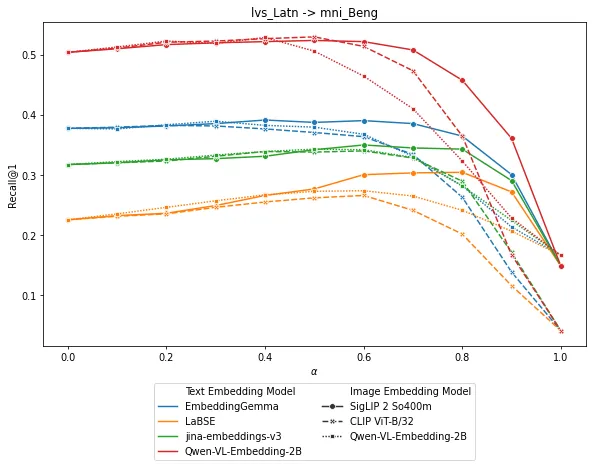 lvs_Latn -> mni_Beng
Recall@1
0.5
0.4
0.3
0.2
0.1
0.0 0.2 0.4 0.6 0.8 1.0
α
Text Embedding Model Image Embedding Model
EmbeddingGemma SigLIP 2 So400m
LaBSE CLIP ViT-B/32
jina-embeddings-v3 Qwen-VL-Embedding-2B
Qwen-VL-Embedding-2B